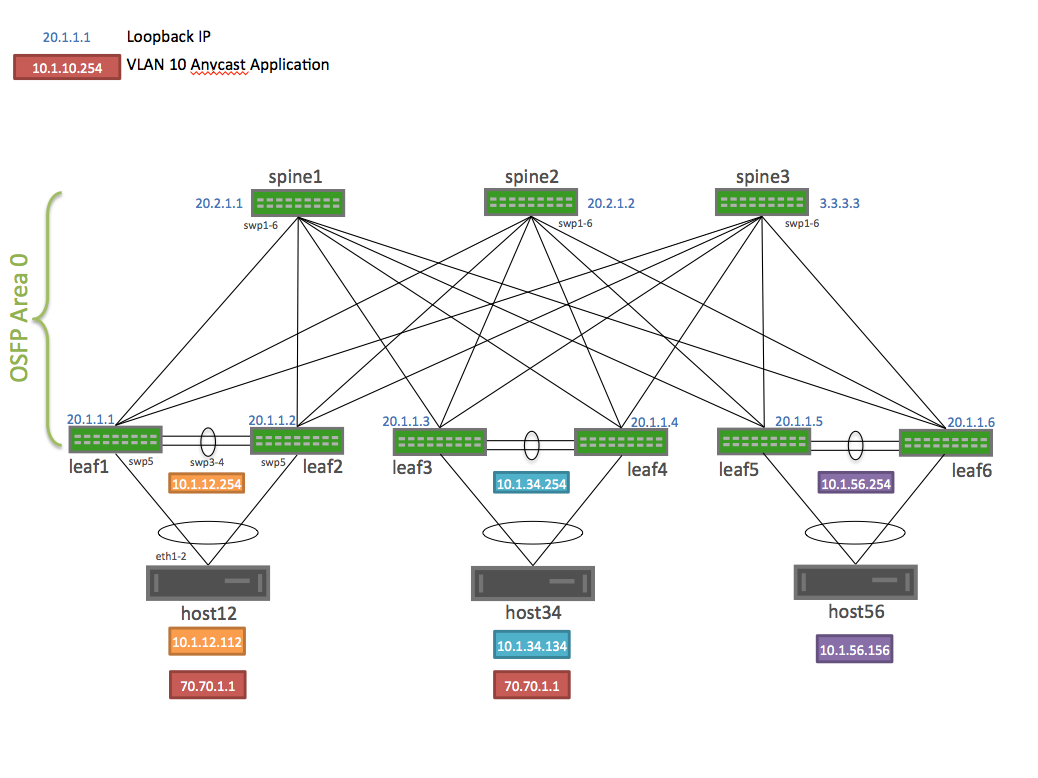 20.1.1.1 Loopback IP
10.1.10.254 VLAN 10 Anycast Application
spine1 spine2 spine3
20.2.1.1 20.2.1.2 3.3.3.3
swp1-6 swp1-6 swp1-6
OSFP Area 0
20.1.1.1 20.1.1.2 20.1.1.3 20.1.1.4 20.1.1.5 20.1.1.6
leaf1 swp5 swp3-4 swp5 leaf2 leaf3 leaf4 leaf5 leaf6
10.1.12.254 10.1.34.254 10.1.56.254
eth1-2
host12 host34 host56
10.1.12.112 10.1.34.134 10.1.56.156
70.70.1.1 70.70.1.1